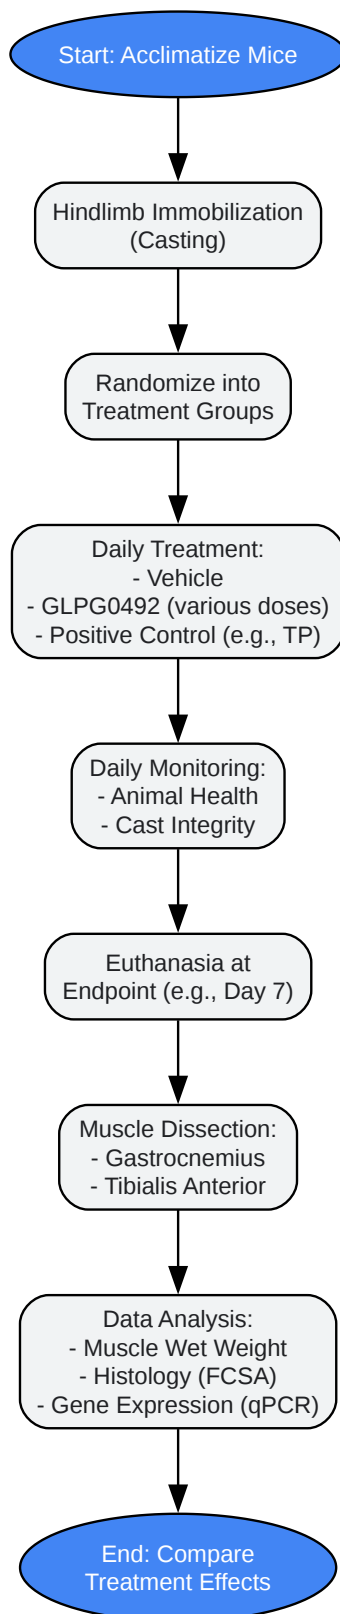 Start: Acclimatize Mice
Hindlimb Immobilization
(Casting)
Randomize into
Treatment Groups
Daily Treatment:
- Vehicle
- GLPG0492 (various doses)
- Positive Control (e.g., TP)
Daily Monitoring:
- Animal Health
- Cast Integrity
Euthanasia at
Endpoint (e.g., Day 7)
Muscle Dissection:
- Gastrocnemius
- Tibialis Anterior
Data Analysis:
- Muscle Wet Weight
- Histology (FCSA)
- Gene Expression (qPCR)
End: Compare
Treatment Effects